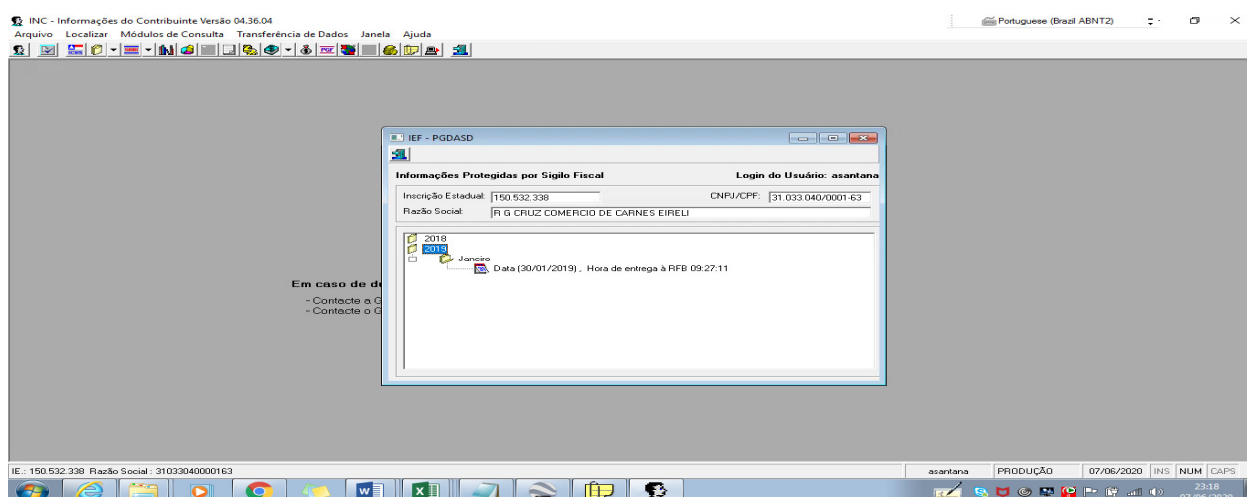 INC - Informações do Contribuinte Versão 04.36.04
Portuguese (Brazil ABNT2)
Arquivo Localizar Módulos de Consulta Transferência de Dados Janela Ajuda
IEF - PGDASD
Informações Protegidas por Sigilo Fiscal Login do Usuário: asantana
Inscrição Estadual: 150.532.338 CNPJ/CPF: 31.033.040/0001-63
Razão Social: R G CRUZ COMERCIO DE CARNES EIRELI
2018
2019
Janeiro
Data (30/01/2019) , Hora de entrega à RFB 09:27:11
Em caso de d
- Contacte a G
- Contacte o G
IE.: 150.532.338 Razão Social : 31033040000163 asantana PRODUÇÃO 07/06/2020 INS NUM CAPS
23:18
07/06/2020